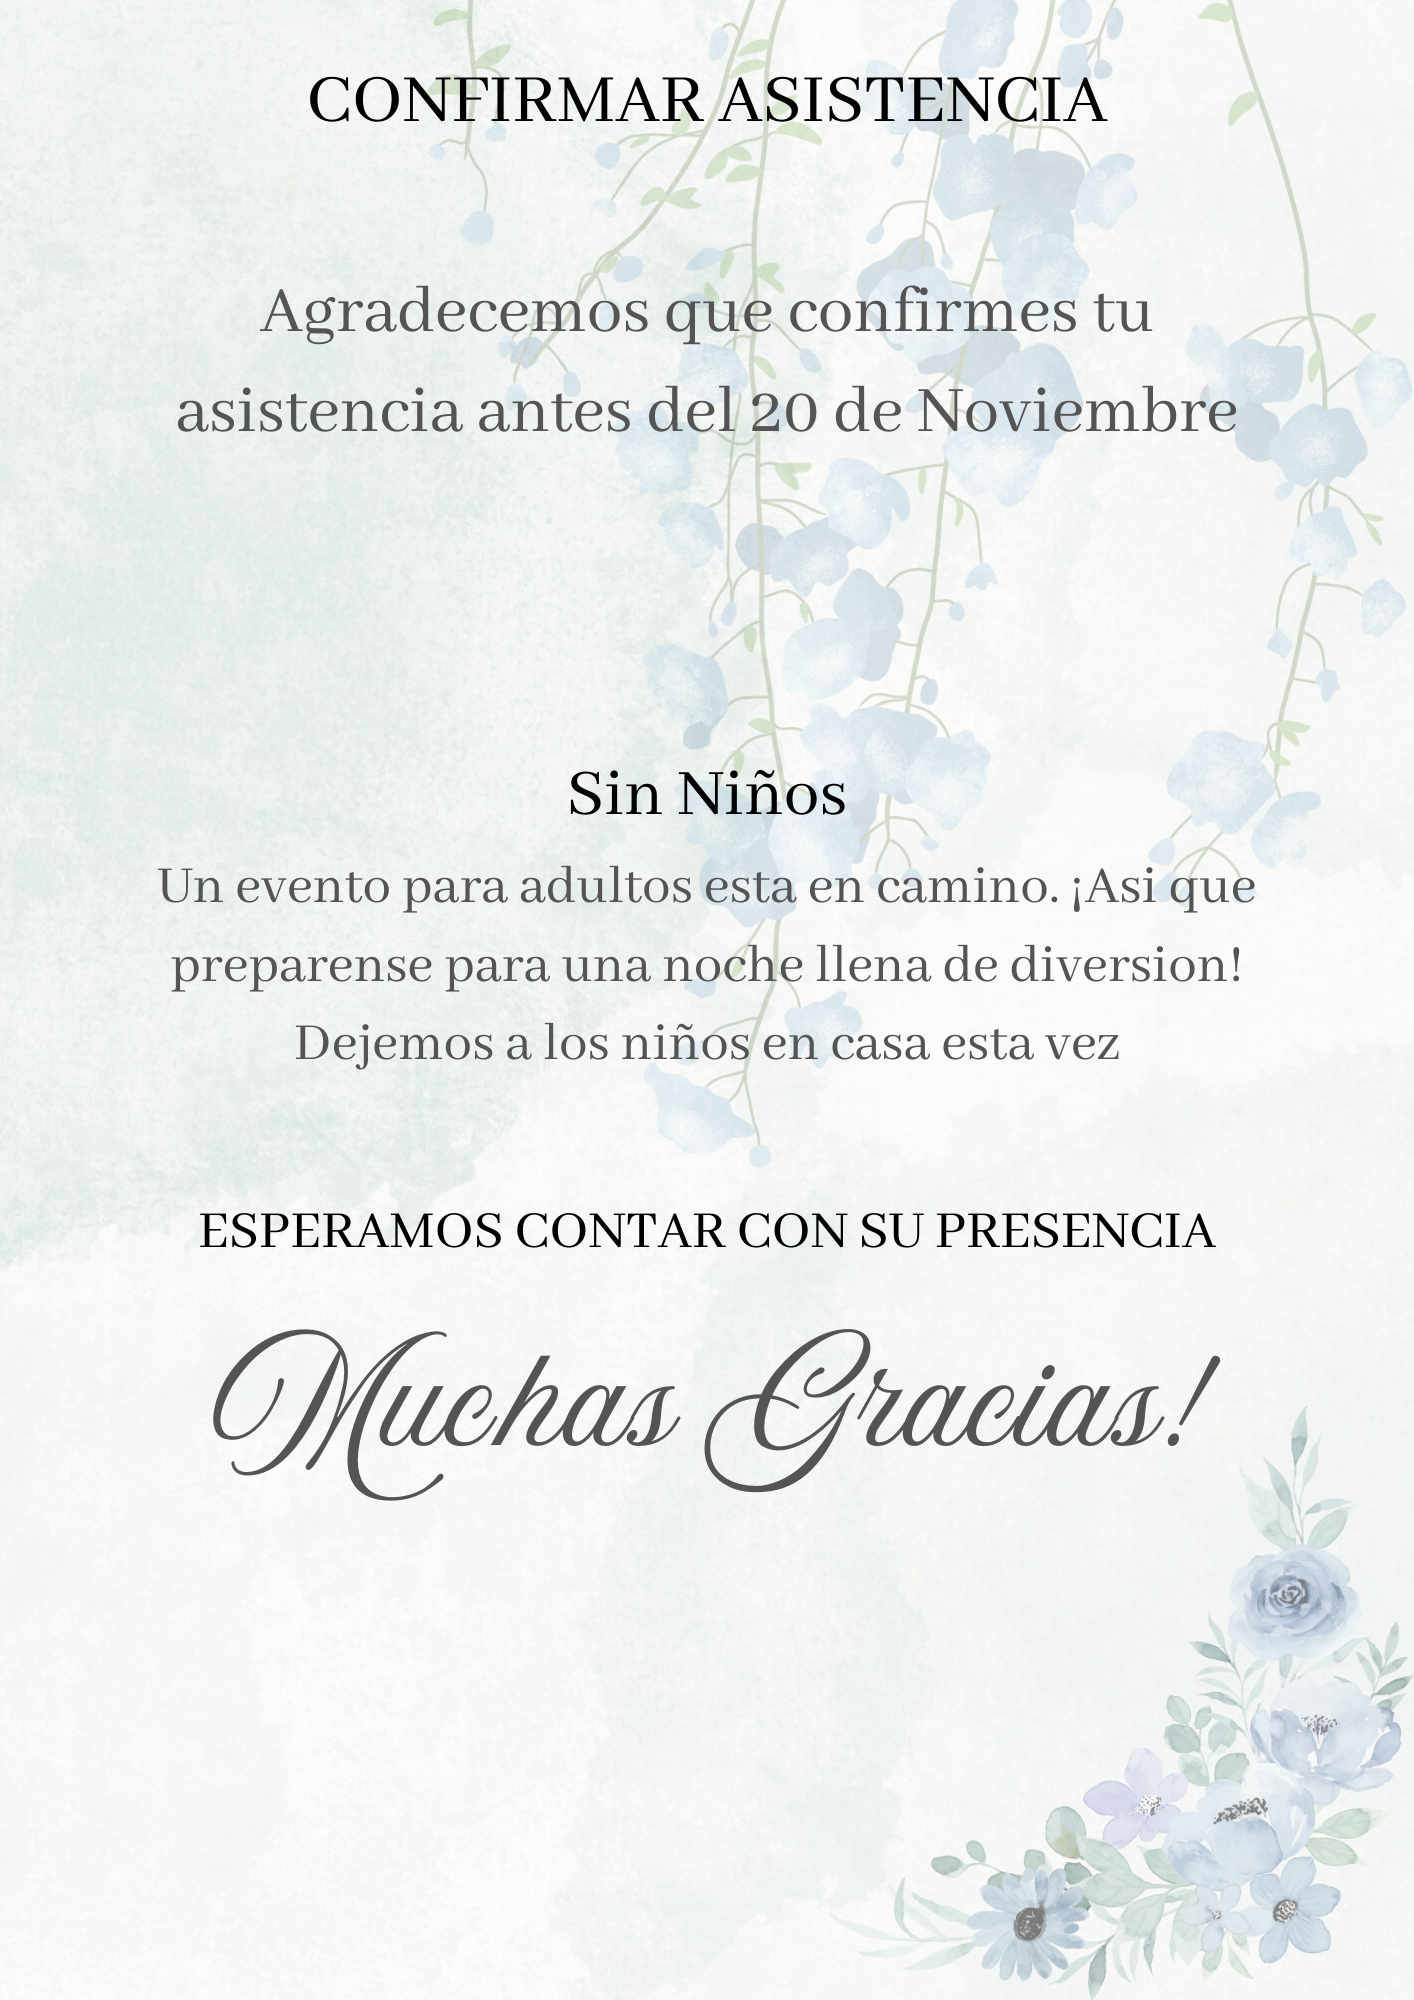 CONFIRMAR ASISTENCIA
Agradecemos que confirmes tu
asistencia antes del 20 de Noviembre
Sin Niños
Un evento para adultos esta en camino. ¡Asi que
preparense para una noche llena de diversion!
Dejemos a los niños en casa esta vez
ESPERAMOS CONTAR CON SU PRESENCIA
Muchas Gracias!